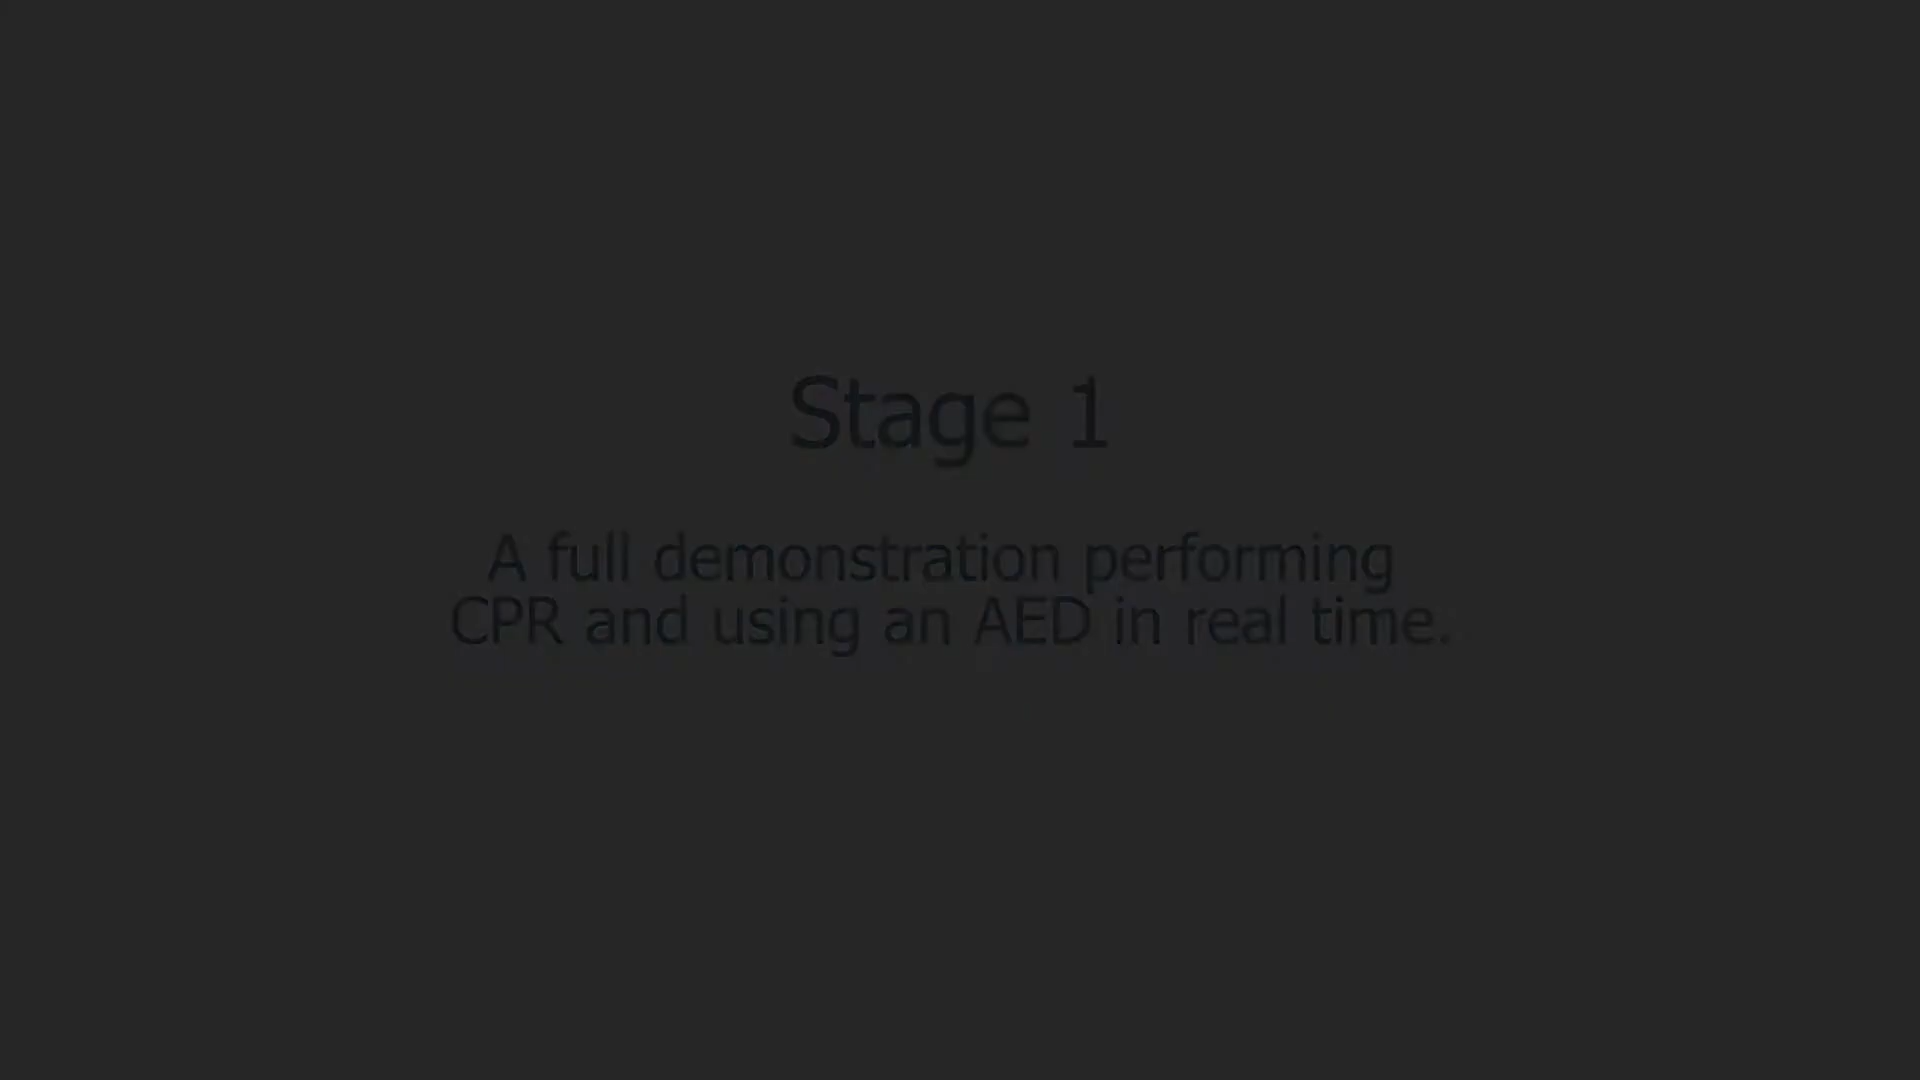 Stage 1
A full demonstration performing
CPR and using an AED in real time.